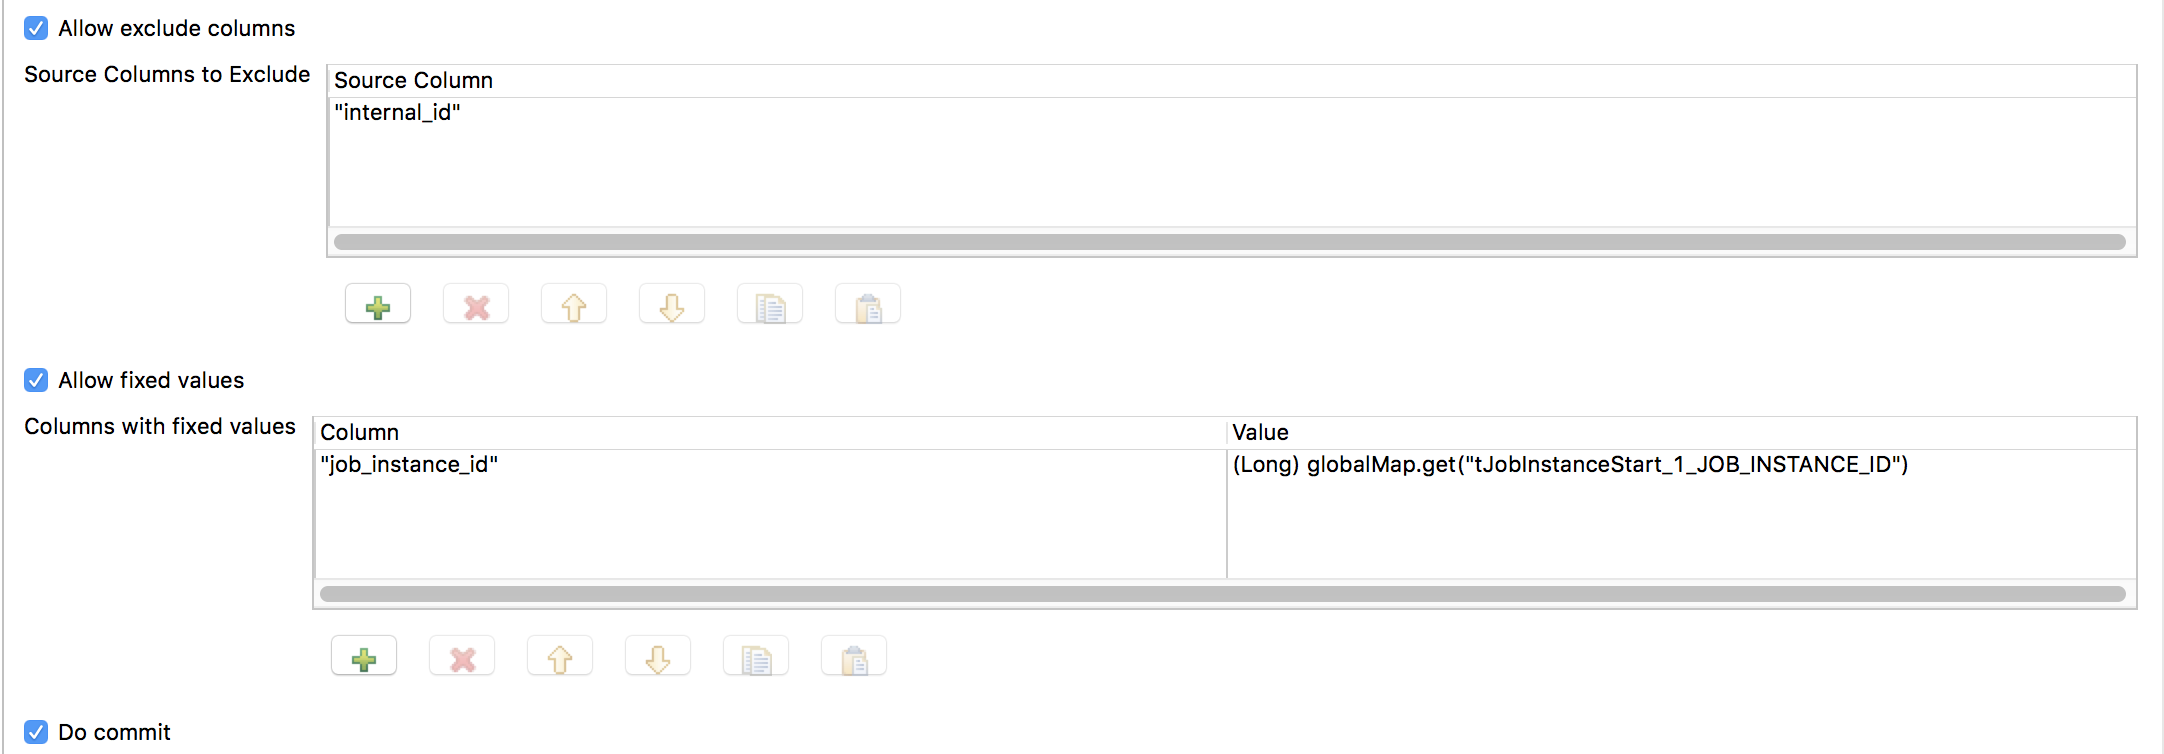 Allow exclude columns
Source Columns to Exclude
Source Column
"internal_id"
Allow fixed values
Columns with fixed values
Column Value
"job_instance_id" (Long) globalMap.get("tJobInstanceStart_1_JOB_INSTANCE_ID")
Do commit